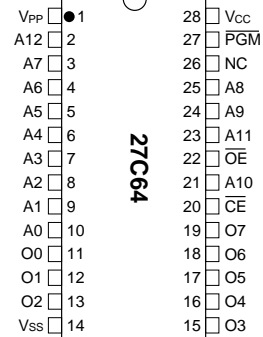 VPP 1 28 VCC
A12 2 27 PGM
A7 3 26 NC
A6 4 25 A8
A5 5 24 A9
A4 6 23 A11
A3 7 22 OE
A2 8 21 A10
A1 9 20 CE
A0 10 19 O7
O0 11 18 O6
O1 12 17 O5
O2 13 16 O4
VSS 14 15 O3
27C64